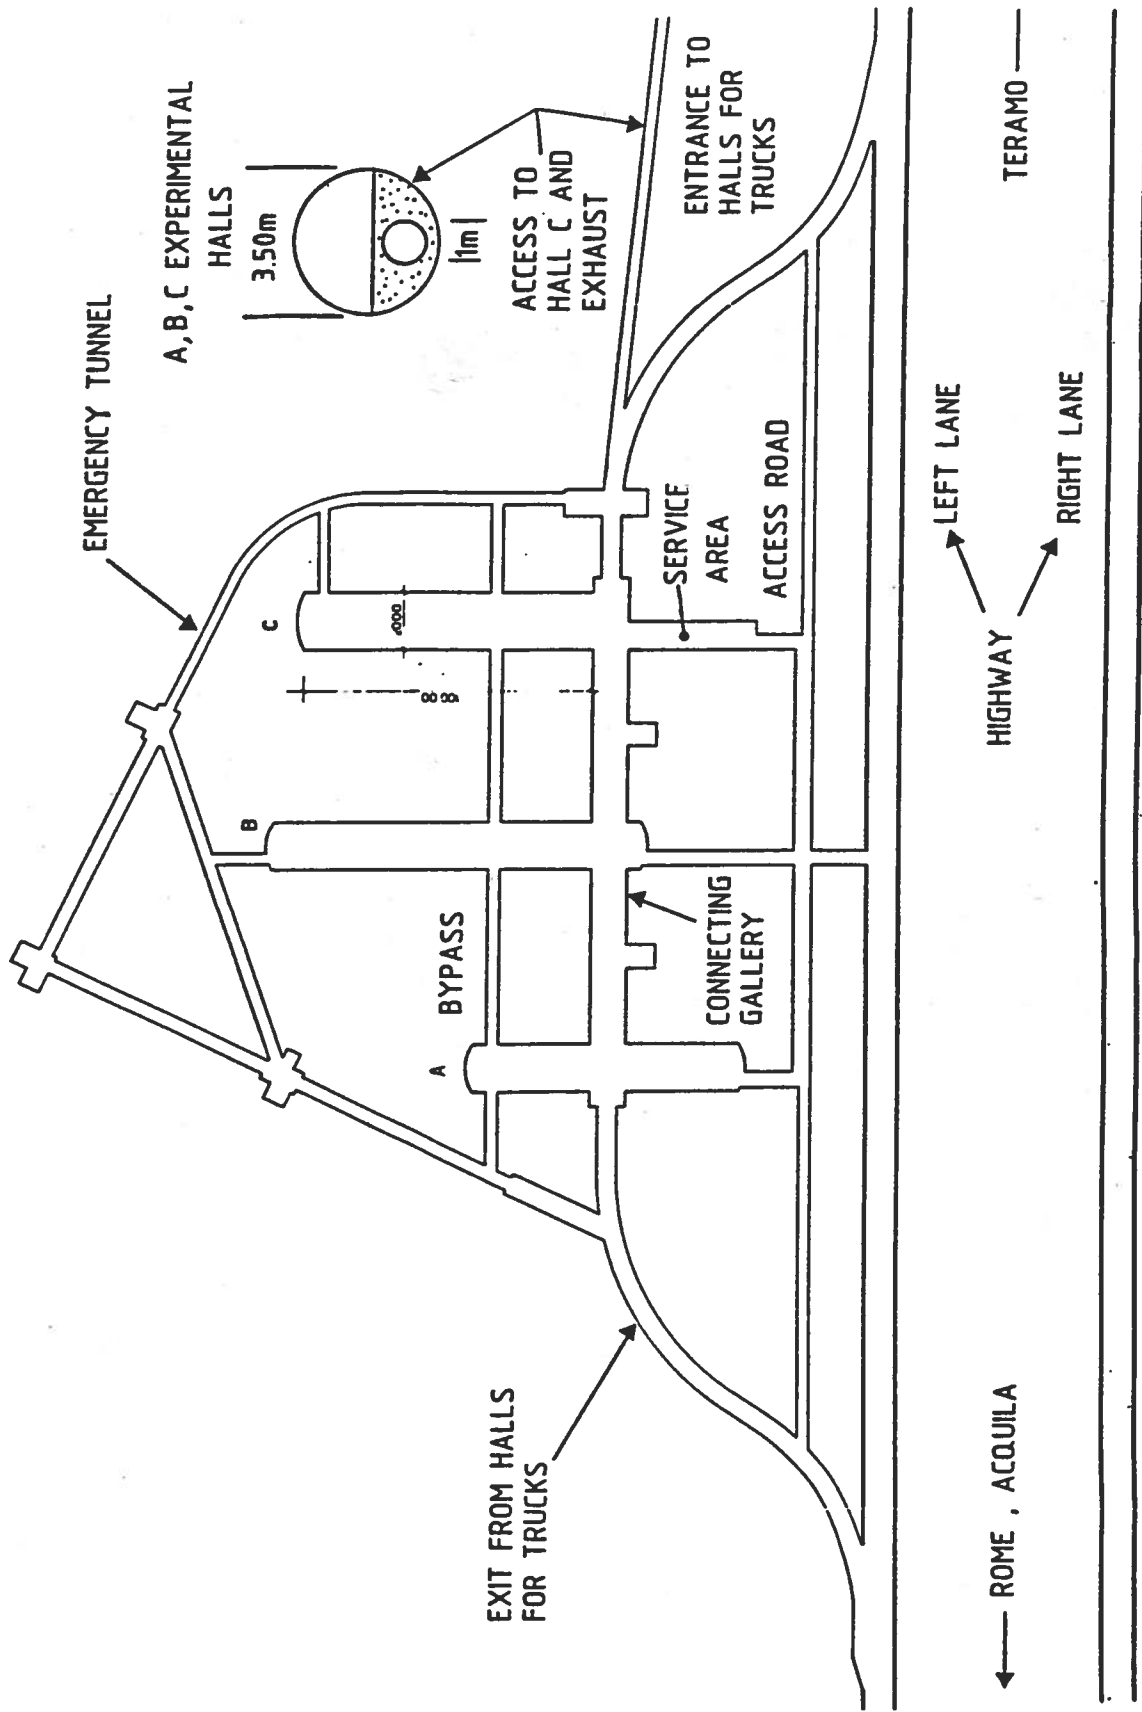 EMERGENCY TUNNEL
A,B,C EXPERIMENTAL
HALLS
3.50m
1m
ACCESS TO
HALL C AND
EXHAUST
ENTRANCE TO
HALLS FOR
TRUCKS
C
B
A
BYPASS
SERVICE
AREA
ACCESS ROAD
CONNECTING
GALLERY
EXIT FROM HALLS
FOR TRUCKS
LEFT LANE
HIGHWAY
RIGHT LANE
ROME , ACQUILA
TERAMO